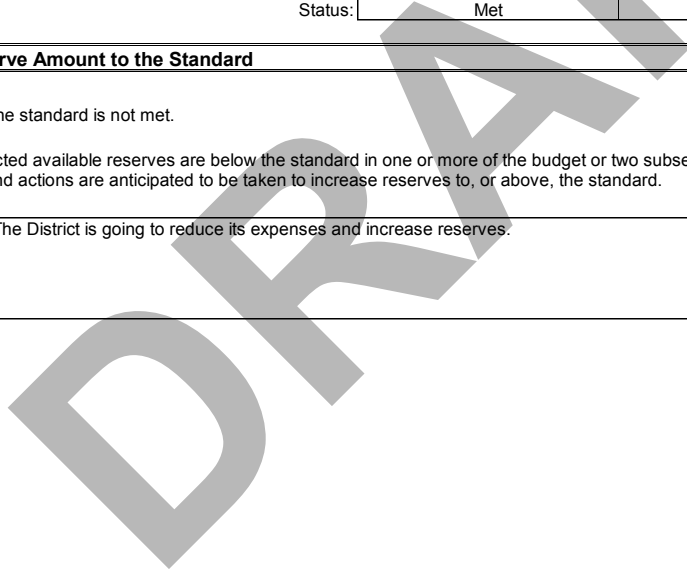 Status: Met
rve Amount to the Standard
he standard is not met.
cted available reserves are below the standard in one or more of the budget or two subse
nd actions are anticipated to be taken to increase reserves to, or above, the standard.
The District is going to reduce its expenses and increase reserves.
DRA